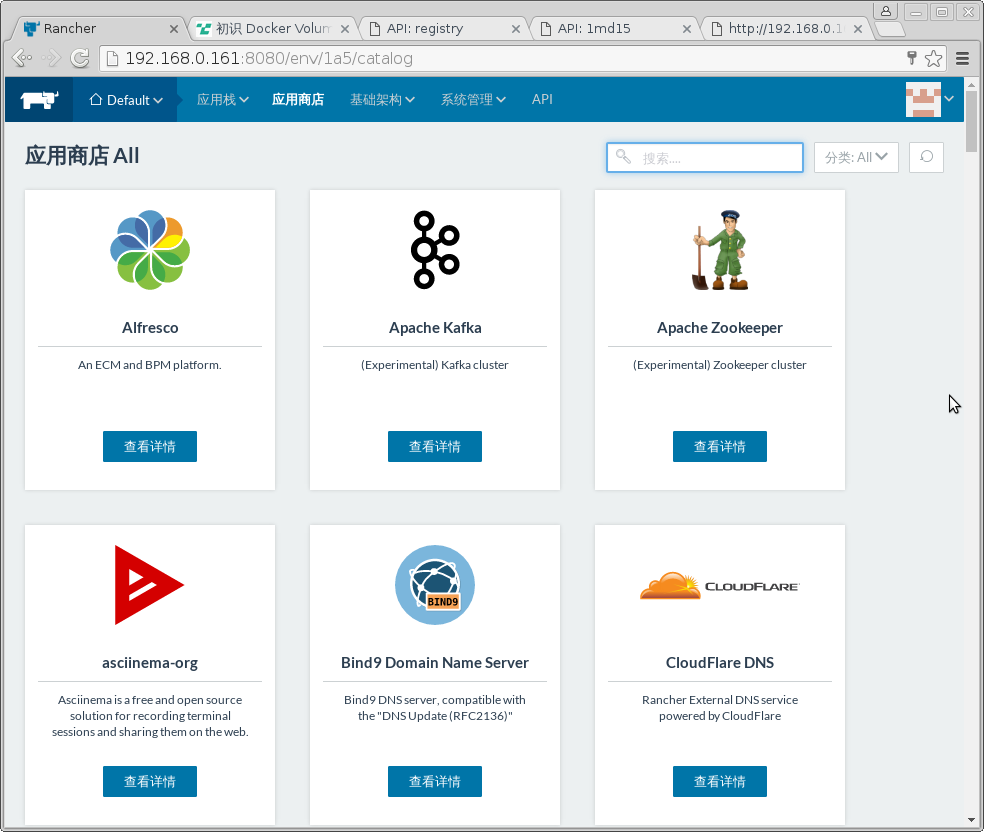 Rancher
初识 Docker Volum
API: registry
API: 1md15
http://192.168.0.1
192.168.0.161:8080/env/1a5/catalog
Default
应用栈
应用商店
基础架构
系统管理
API
应用商店 All
搜索....
分类: All
Alfresco
An ECM and BPM platform.
查看详情
Apache Kafka
(Experimental) Kafka cluster
查看详情
Apache Zookeeper
(Experimental) Zookeeper cluster
查看详情
asciinema-org
Asciinema is a free and open source
solution for recording terminal
sessions and sharing them on the web.
查看详情
BIND9
Bind9 Domain Name Server
Bind9 DNS server, compatible with
the "DNS Update (RFC2136)"
查看详情
CLOUDFLARE
CloudFlare DNS
Rancher External DNS service
powered by CloudFlare
查看详情